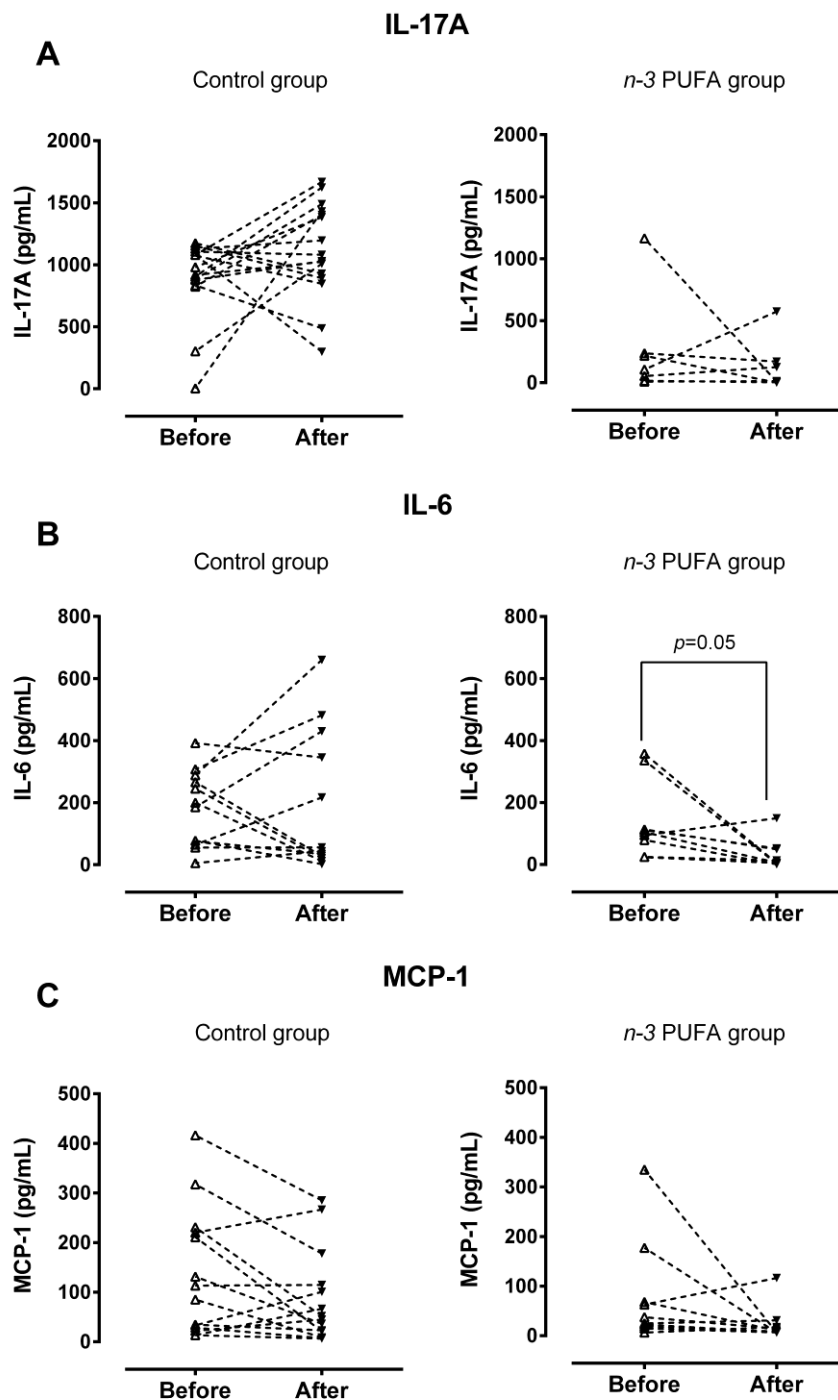 IL-17A
A
Control group
n-3 PUFA group
IL-17A (pg/mL)
2000
1500
1000
500
0
Before After
IL-17A (pg/mL)
2000
1500
1000
500
0
Before After
IL-6
B
Control group
n-3 PUFA group
IL-6 (pg/mL)
800
600
400
200
0
Before After
IL-6 (pg/mL)
800
600
400
200
0
p=0.05
Before After
MCP-1
C
Control group
n-3 PUFA group
MCP-1 (pg/mL)
500
400
300
200
100
0
Before After
MCP-1 (pg/mL)
500
400
300
200
100
0
Before After